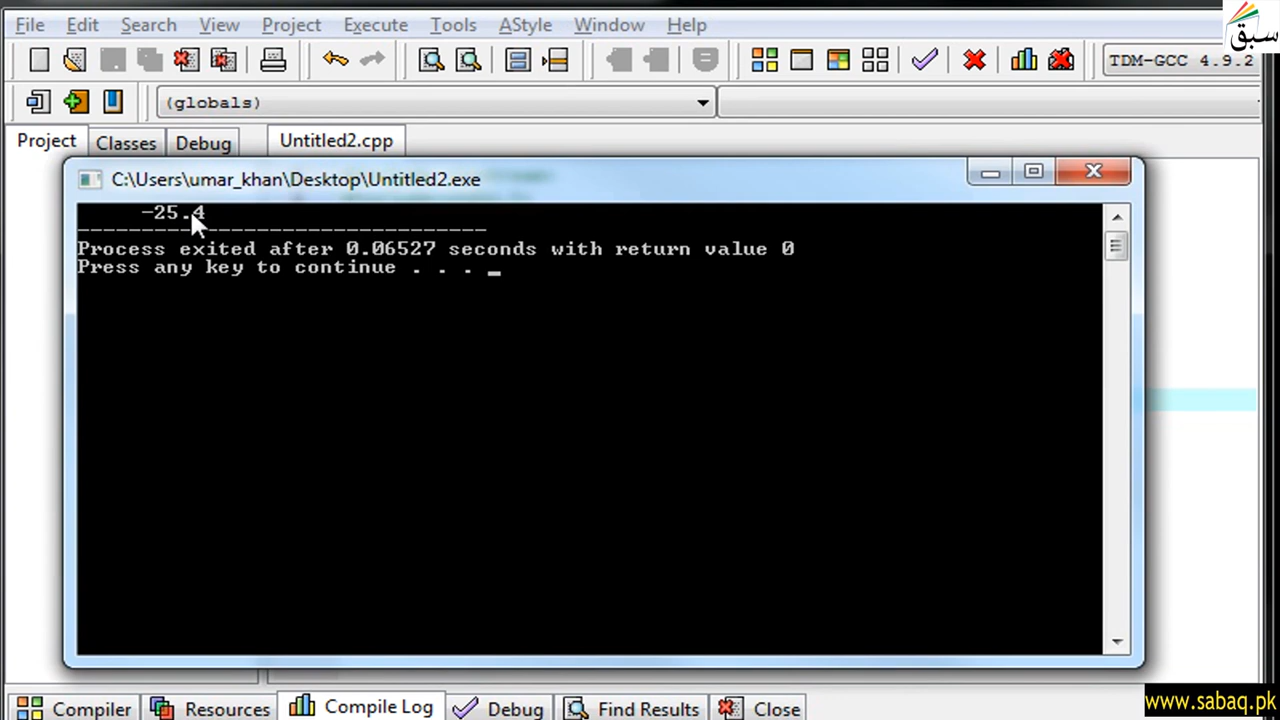 File Edit Search View Project Execute Tools AStyle Window Help
سبق
TDM-GCC 4.9.2
(globals)
Project Classes Debug Untitled2.cpp
C:\Users\umar_khan\Desktop\Untitled2.exe
-25.4
--------------------------------
Process exited after 0.06527 seconds with return value 0
Press any key to continue . . . _
Compiler Resources Compile Log Debug Find Results Close
www.sabaq.pk